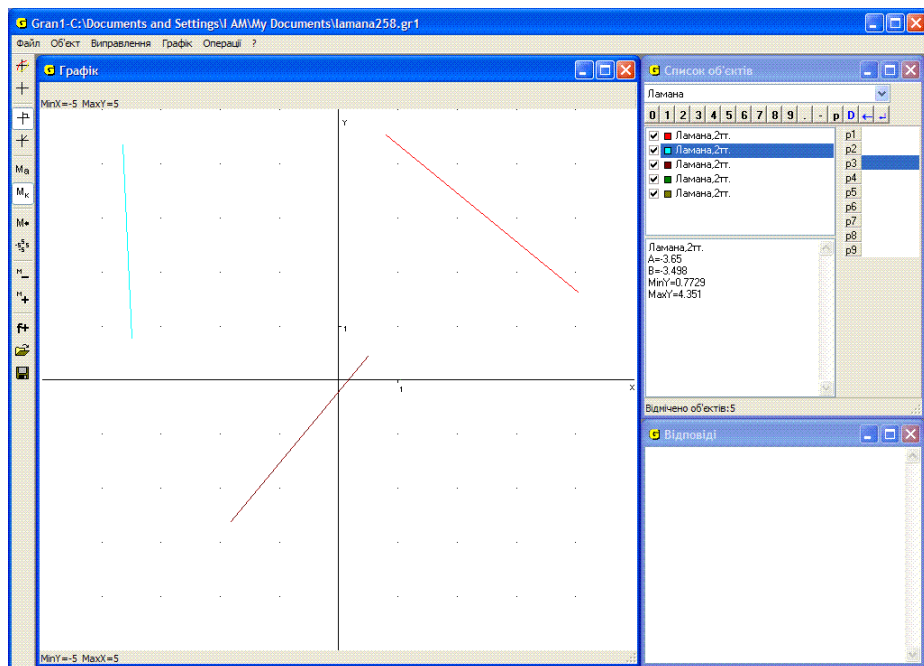 Gran1-C:\Documents and Settings\I AM\My Documents\lamana258.gr1
Файл Об'єкт Виправлення Графік Операції ?
Графік
MinX=-5 MaxY=5
Y
1
1
X
MinY=-5 MaxX=5
Ma
Mк
M*
M
M
f+
Список об'єктів
Ламана
0 1 2 3 4 5 6 7 8 9 . - p D ← ↵
Ламана,2тт.
Ламана,2тт.
Ламана,2тт.
Ламана,2тт.
Ламана,2тт.
p1
p2
p3
p4
p5
p6
p7
p8
p9
Ламана,2тт.
A=-3.65
B=-3.498
MinY=0.7729
MaxY=4.351
Відмічено об'єктів:5
Відповіді